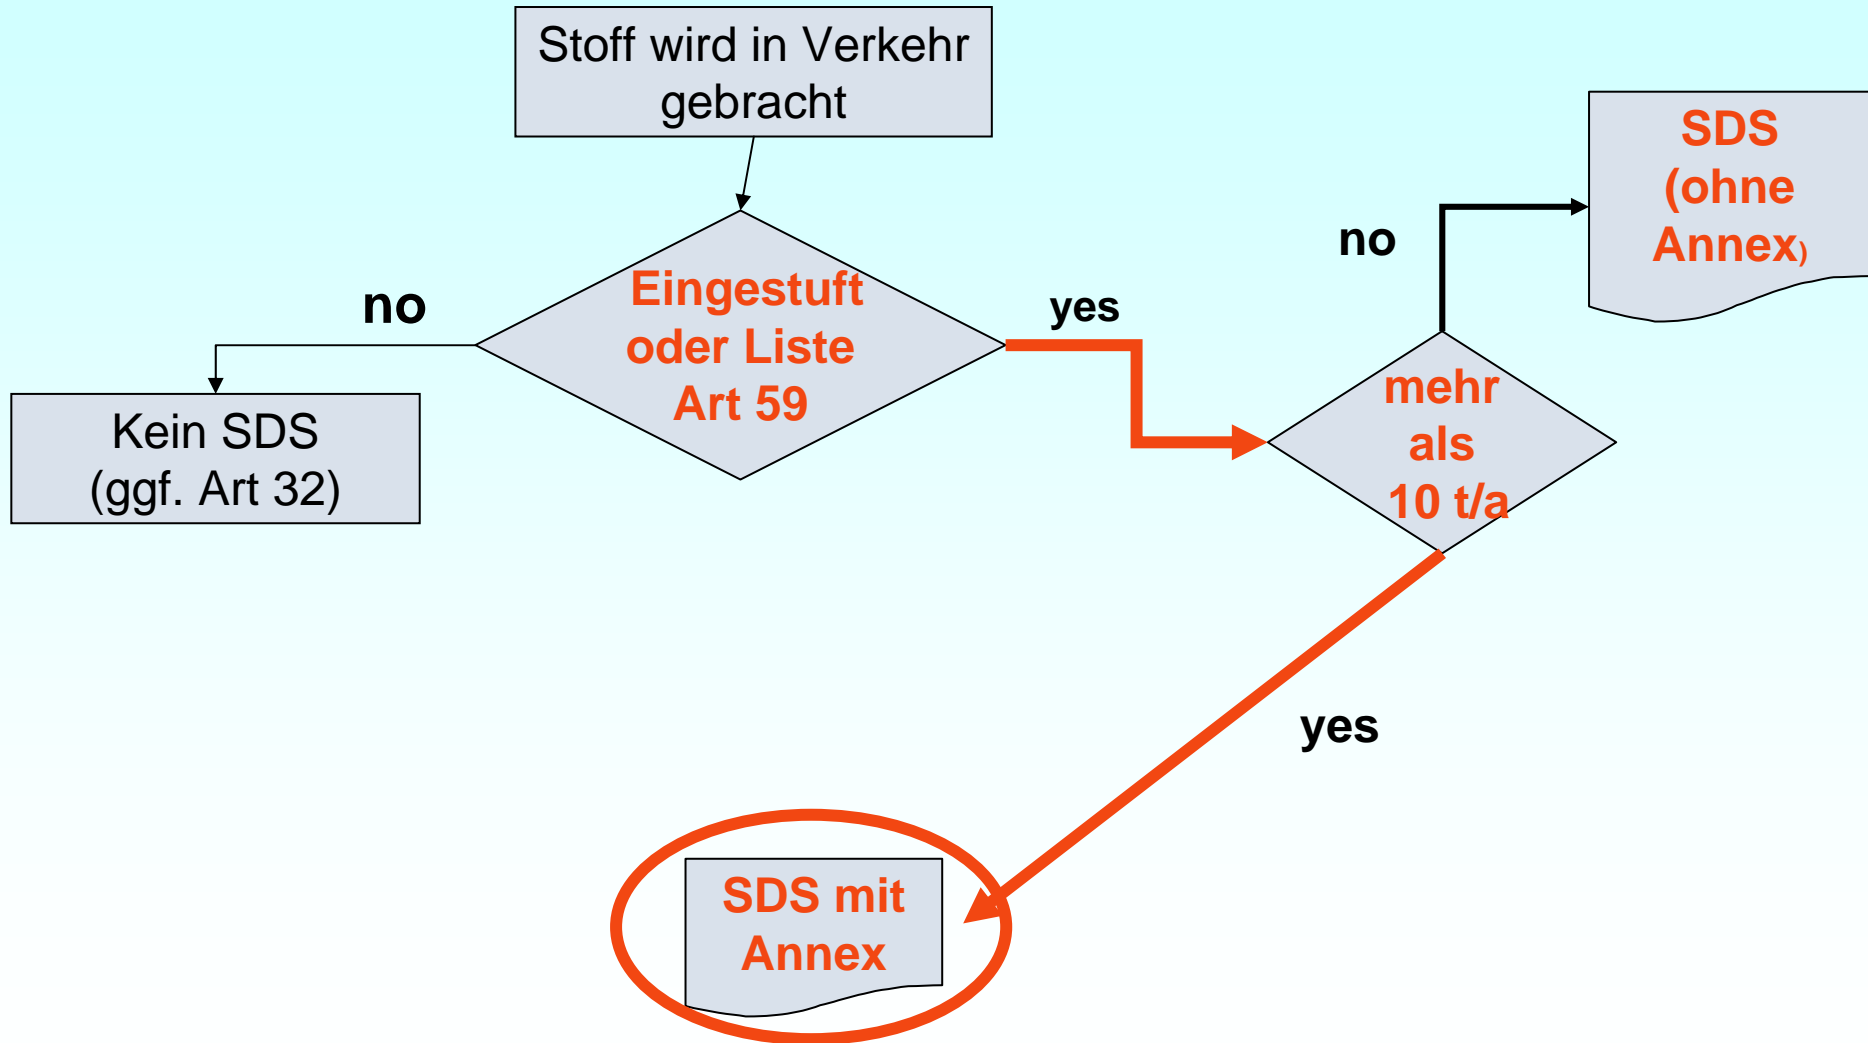 Stoff wird in Verkehr
gebracht
no
Eingestuft
oder Liste
Art 59
yes
no
SDS
(ohne
Annex)
Kein SDS
(ggf. Art 32)
mehr
als
10 t/a
yes
SDS mit
Annex